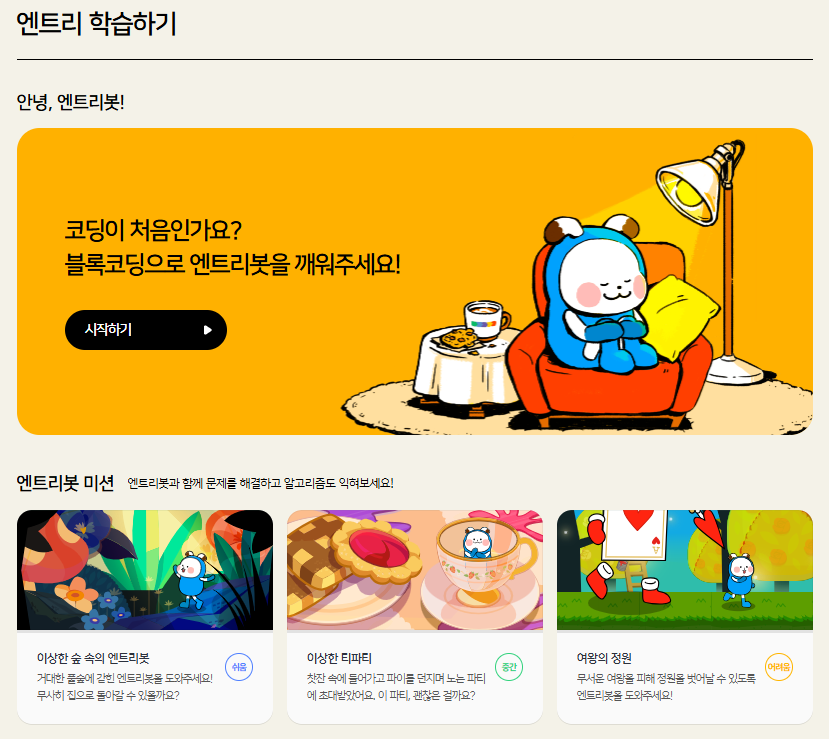 엔트리 학습하기
안녕, 엔트리봇!
코딩이 처음인가요?
블록코딩으로 엔트리봇을 깨워주세요!
시작하기
엔트리봇 미션 엔트리봇과 함께 문제를 해결하고 알고리즘도 익혀보세요!
A
이상한 숲 속의 엔트리봇
거대한 풀숲에 갇힌 엔트리봇을 도와주세요!
무사히 집으로 돌아갈 수 있을까요?
쉬움
이상한 티파티
찻잔 속에 들어가고 파이를 던지며 노는 파티
에 초대받았어요. 이 파티, 괜찮은 걸까요?
중간
여왕의 정원
무서운 여왕을 피해 정원을 벗어날 수 있도록
엔트리봇을 도와주세요!
어려움